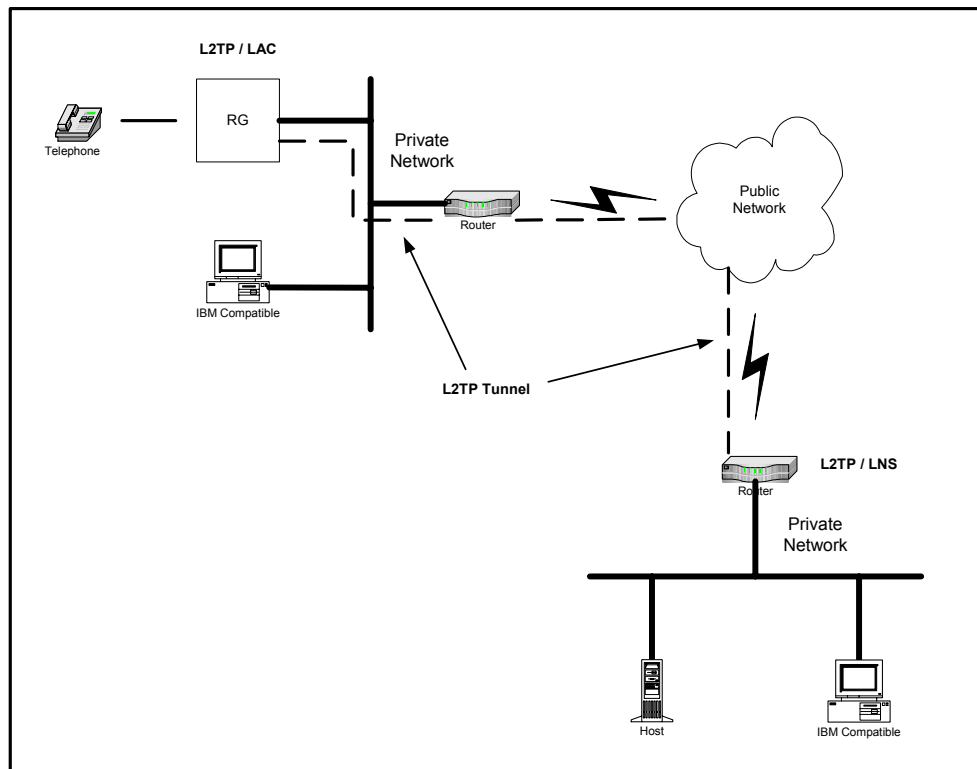 L2TP / LAC
RG
Telephone
Private
Network
Router
Public
Network
IBM Compatible
L2TP Tunnel
L2TP / LNS
Router
Private
Network
Host
IBM Compatible